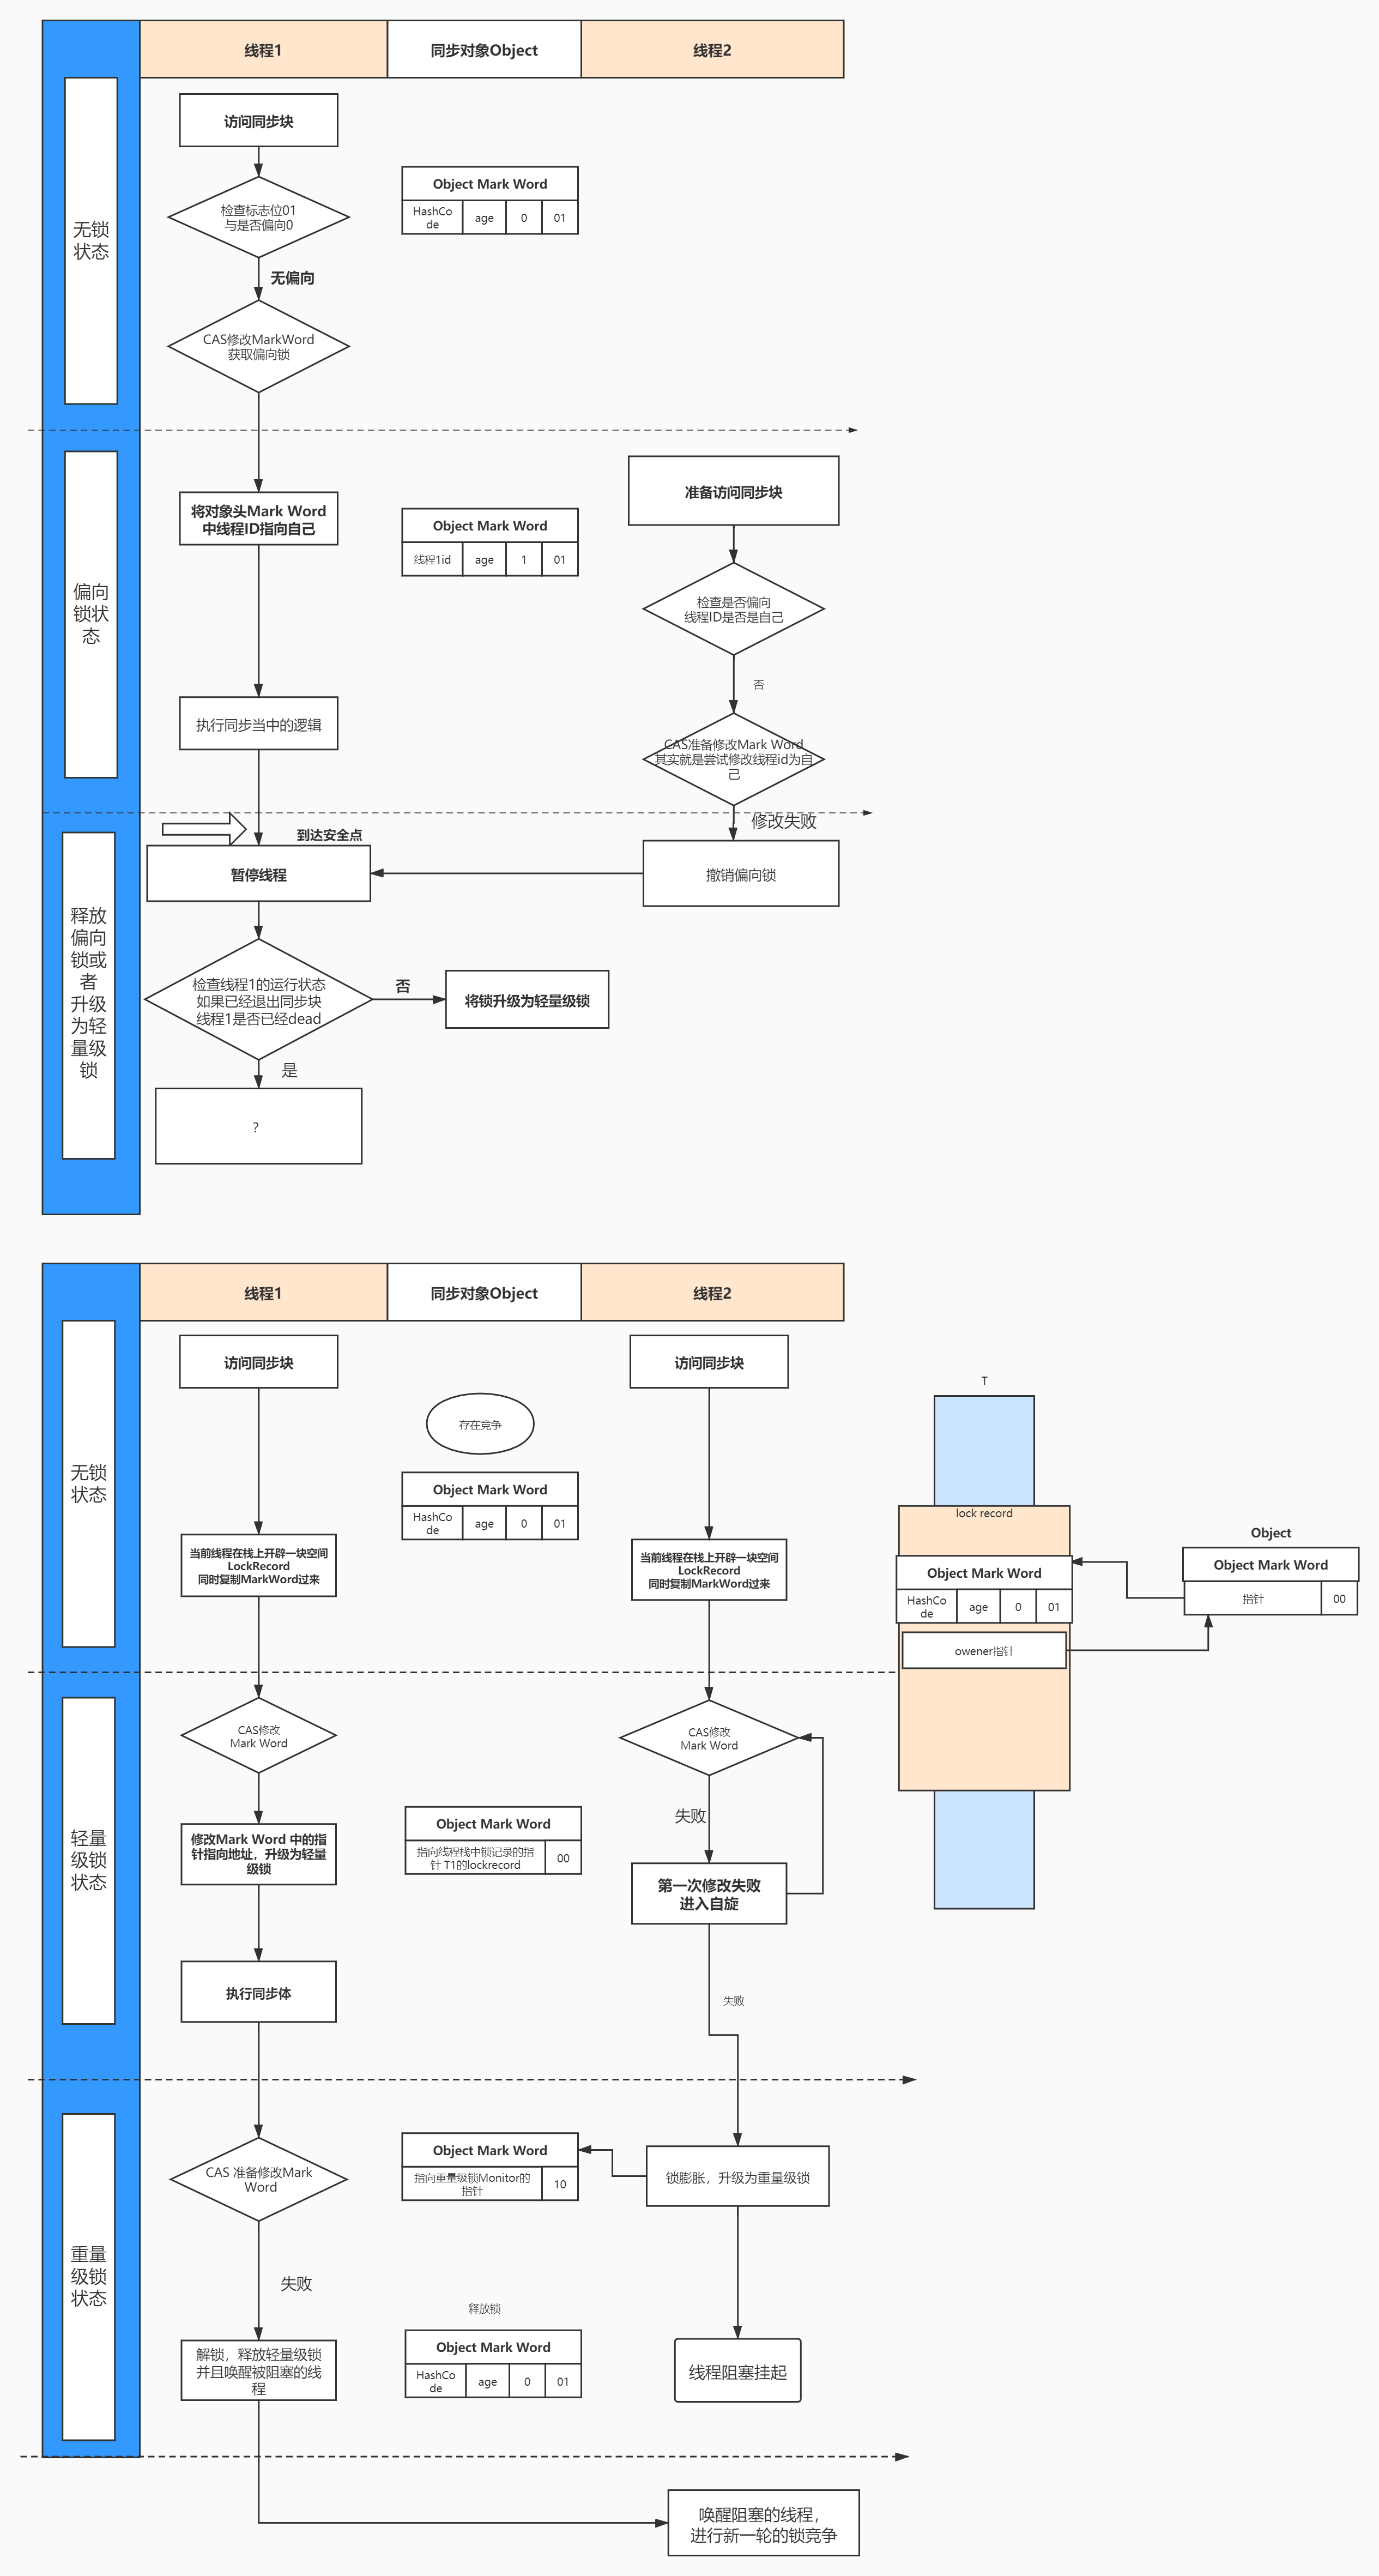 线程1
同步对象Object
线程2
无锁
状态
访问同步块
检查标志位01
与是否偏向0
Object Mark Word
HashCo
de
age
0
01
无偏向
CAS修改MarkWord
获取偏向锁
偏向
锁状
态
将对象头Mark Word
中线程ID指向自己
Object Mark Word
线程1id
age
1
01
准备访问同步块
检查是否偏向
线程ID是否是自己
否
执行同步当中的逻辑
CAS准备修改Mark Word
其实就是尝试修改线程id为自
己
释放
偏向
锁或
者
升级
为轻
量级
锁
到达安全点
修改失败
暂停线程
撤销偏向锁
检查线程1的运行状态
如果已经退出同步块
线程1是否已经dead
否
将锁升级为轻量级锁
是
？
线程1
同步对象Object
线程2
无锁
状态
访问同步块
存在竞争
访问同步块
Object Mark Word
HashCo
de
age
0
01
当前线程在栈上开辟一块空间
LockRecord
同时复制MarkWord过来
当前线程在栈上开辟一块空间
LockRecord
同时复制MarkWord过来
T
lock record
Object Mark Word
HashCo
de
age
0
01
owener指针
Object
Object Mark Word
指针
00
轻量
级锁
状态
CAS修改
Mark Word
CAS修改
Mark Word
失败
修改Mark Word 中的指
针指向地址，升级为轻量
级锁
Object Mark Word
指向线程栈中锁记录的指
针 T1的lockrecord
00
第一次修改失败
进入自旋
执行同步体
失败
重量
级锁
状态
CAS 准备修改Mark
Word
Object Mark Word
指向重量级锁Monitor的
指针
10
锁膨胀，升级为重量级锁
失败
释放锁
解锁，释放轻量级锁
并且唤醒被阻塞的线
程
Object Mark Word
HashCo
de
age
0
01
线程阻塞挂起
唤醒阻塞的线程，
进行新一轮的锁竞争